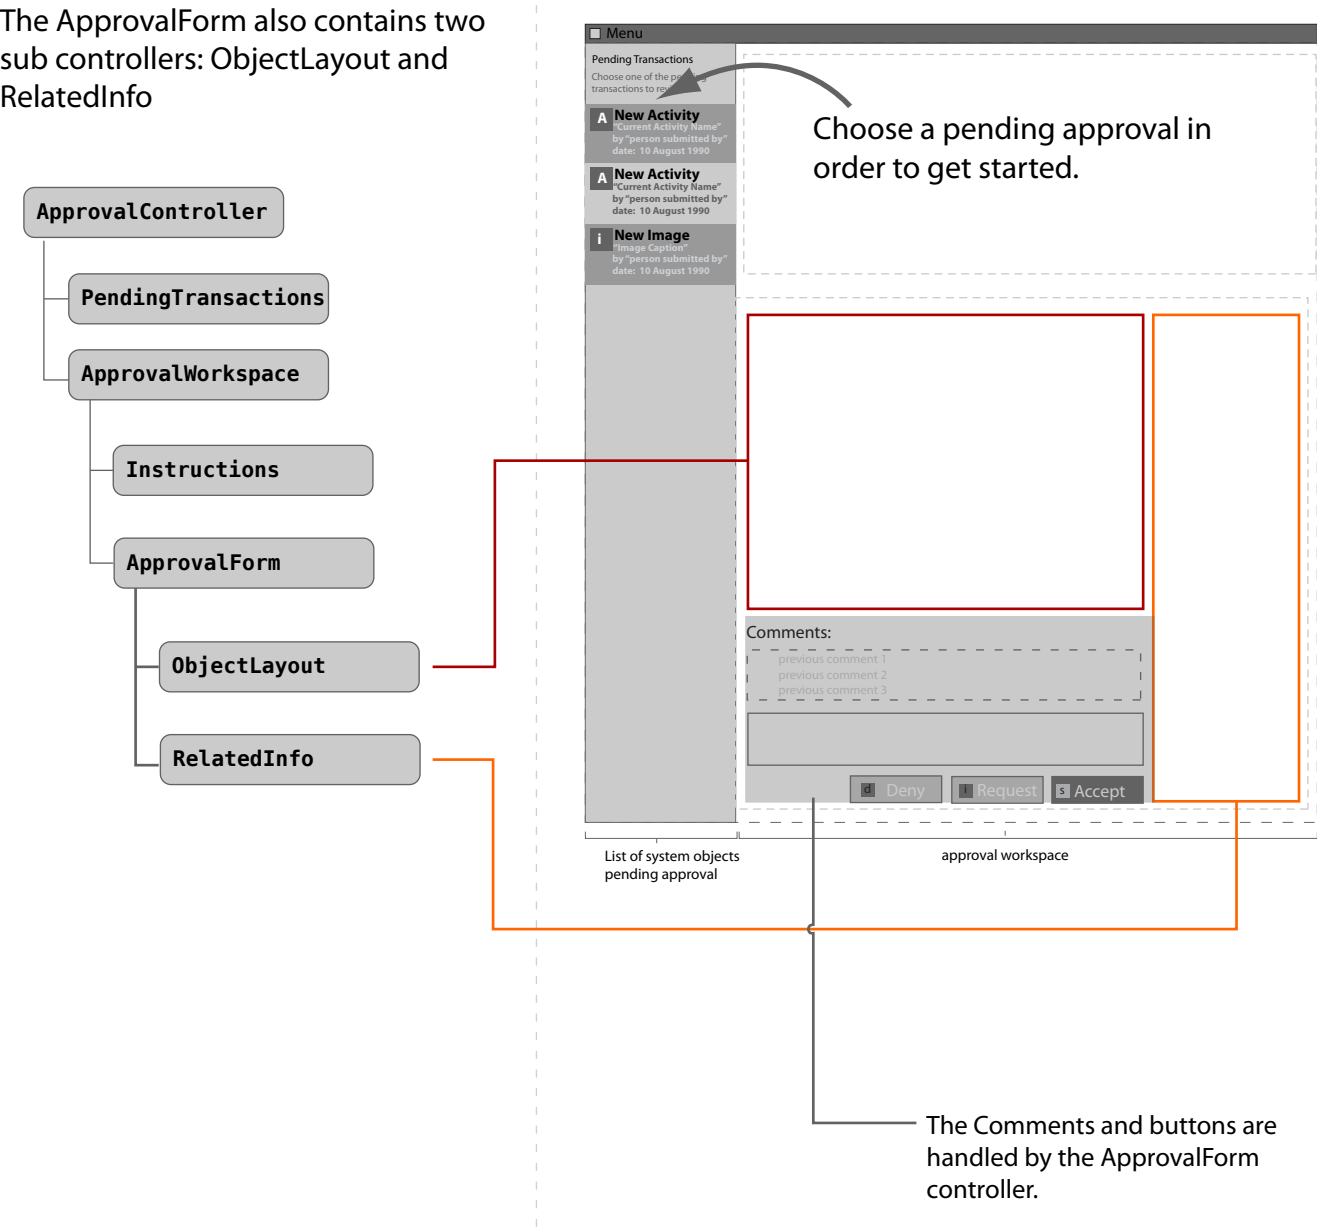 The ApprovalForm also contains two
sub controllers: ObjectLayout and
RelatedInfo
ApprovalController
PendingTransactions
ApprovalWorkspace
Instructions
ApprovalForm
ObjectLayout
RelatedInfo
Menu
Pending Transactions
Choose one of the pending
transactions to review
A New Activity
"Current Activity Name"
by "person submitted by"
date: 10 August 1990
A New Activity
"Current Activity Name"
by "person submitted by"
date: 10 August 1990
i New Image
"Image Caption"
by "person submitted by"
date: 10 August 1990
Choose a pending approval in
order to get started.
Comments:
previous comment 1
previous comment 2
previous comment 3
d Deny
i Request
s Accept
List of system objects
pending approval
approval workspace
The Comments and buttons are
handled by the ApprovalForm
controller.